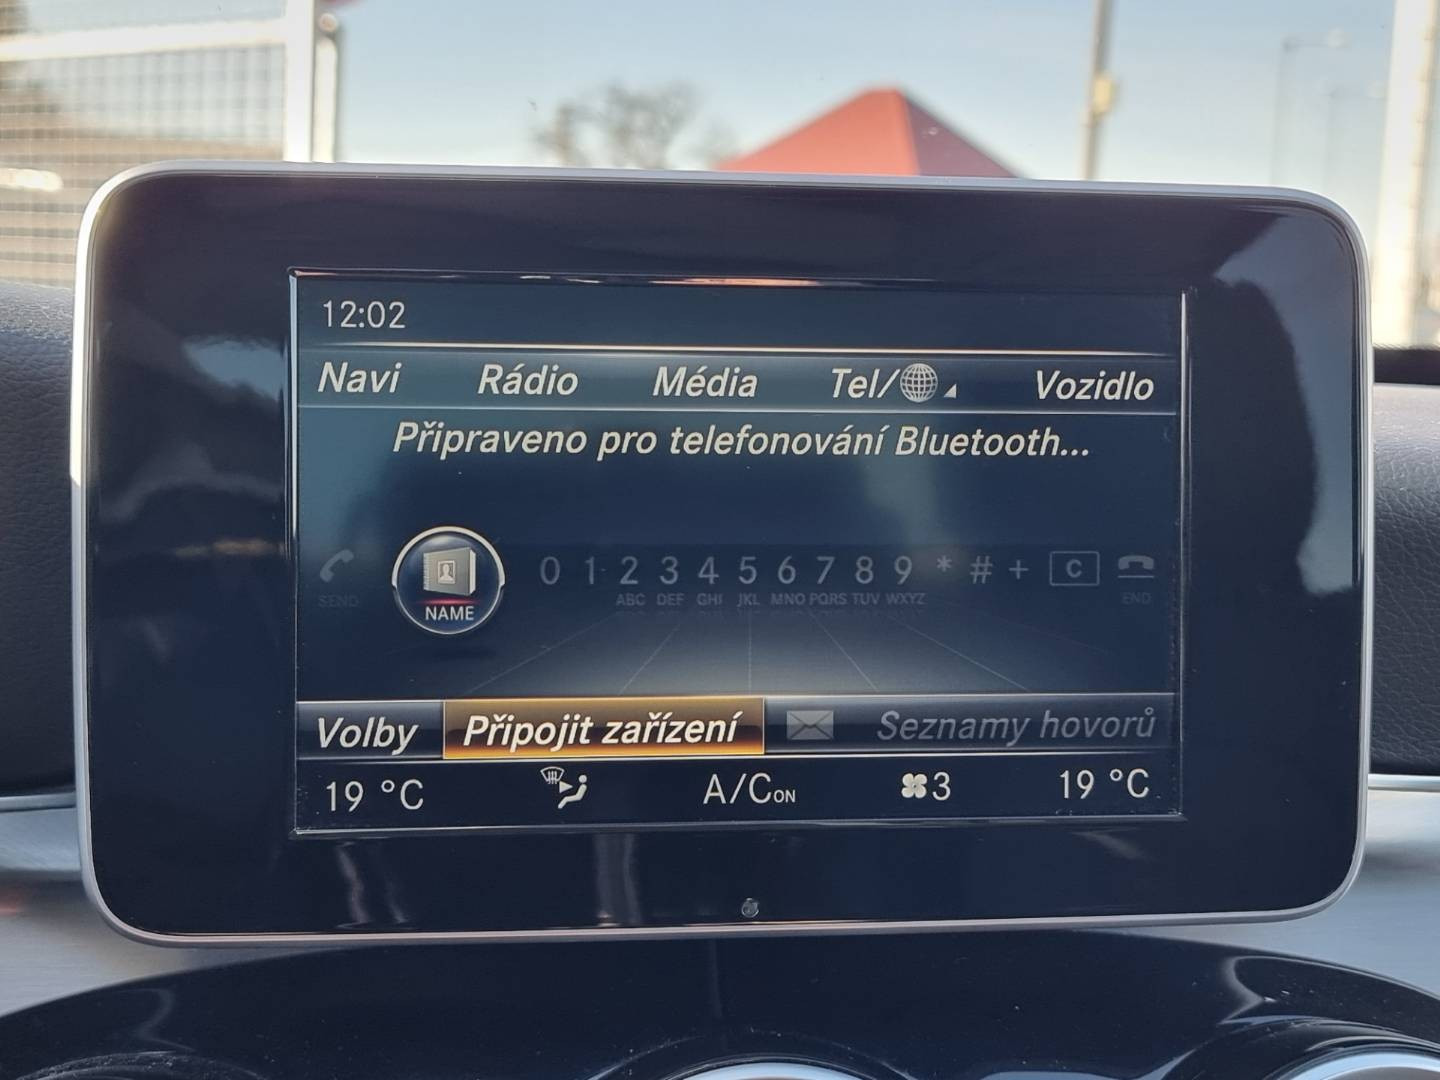 12:02
Navi Rádio Média Tel/ Vozidlo
Připraveno pro telefonování Bluetooth...
SEND NAME 0 1 2 3 4 5 6 7 8 9 * # + C END
ABC DEF GHI JKL MNO PQRS TUV WXYZ
Volby Připojit zařízení Seznamy hovorů
19 °C A/C ON 3 19 °C